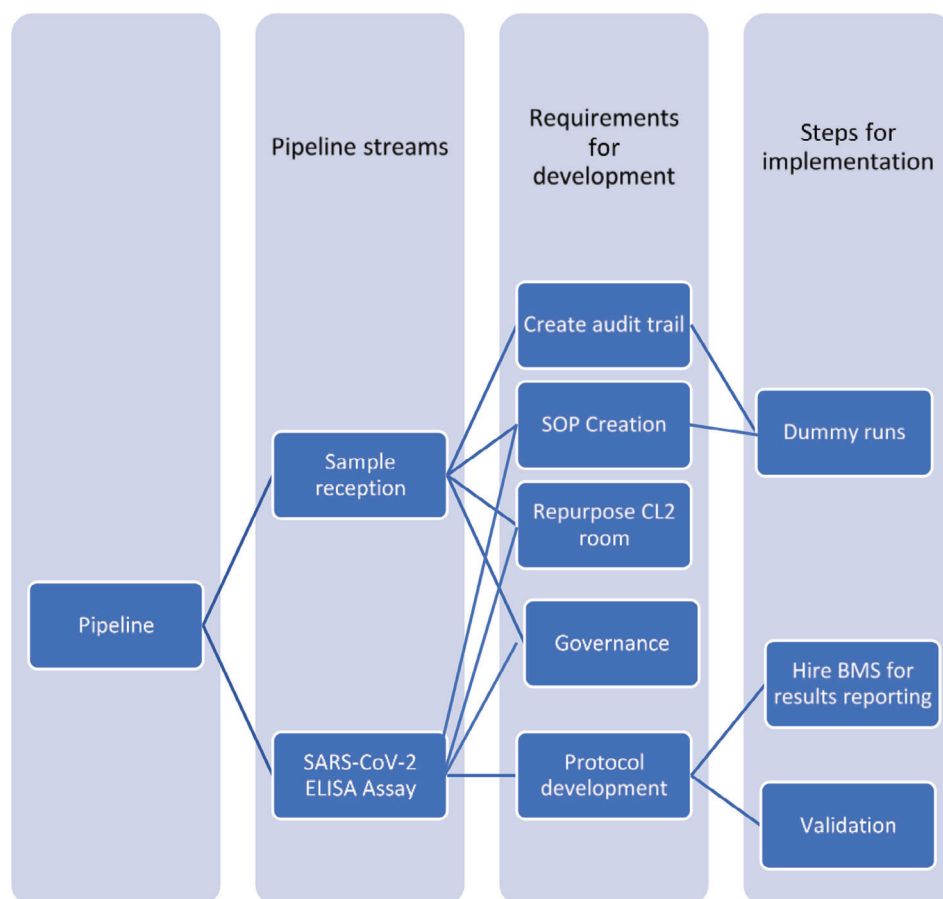 Pipeline streams
Requirements
for
development
Steps for
implementation
Create audit trail
SOP Creation
Dummy runs
Sample
reception
Repurpose CL2
room
Pipeline
Governance
Hire BMS for
results reporting
SARS-CoV-2
ELISA Assay
Protocol
development
Validation